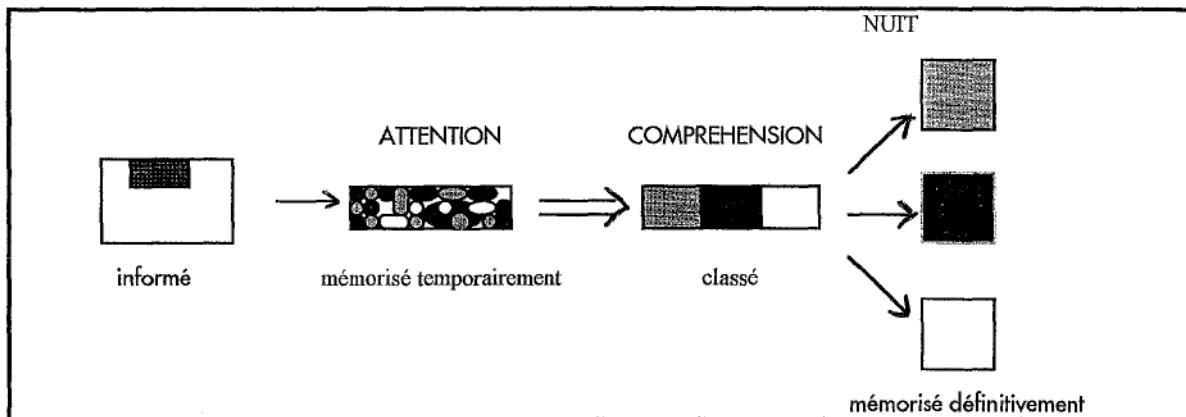 NUIT
ATTENTION
COMPREHENSION
informé
mémorisé temporairement
classé
mémorisé définitivement